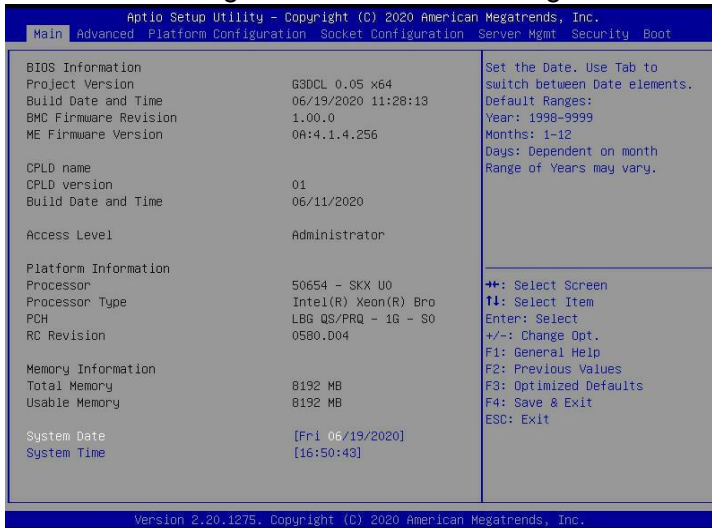 Aptio Setup Utility – Copyright (C) 2020 American Megatrends, Inc.
Main Advanced Platform Configuration Socket Configuration Server Mgmt Security Boot
BIOS Information
Project Version G3DCL 0.05 x64
Build Date and Time 06/19/2020 11:28:13
BMC Firmware Revision 1.00.0
ME Firmware Version 0A:4.1.4.256
CPLD name
CPLD version 01
Build Date and Time 06/11/2020
Access Level Administrator
Platform Information
Processor 50654 – SKX U0
Processor Type Intel(R) Xeon(R) Bro
PCH LBG QS/PRQ – 1G – S0
RC Revision 0580.D04
Memory Information
Total Memory 8192 MB
Usable Memory 8192 MB
System Date [Fri 06/19/2020]
System Time [16:50:43]
Set the Date. Use Tab to
switch between Date elements.
Default Ranges:
Year: 1998–9999
Months: 1–12
Days: Dependent on month
Range of Years may vary.
→←: Select Screen
↑↓: Select Item
Enter: Select
+/–: Change Opt.
F1: General Help
F2: Previous Values
F3: Optimized Defaults
F4: Save & Exit
ESC: Exit
Version 2.20.1275. Copyright (C) 2020 American Megatrends, Inc.